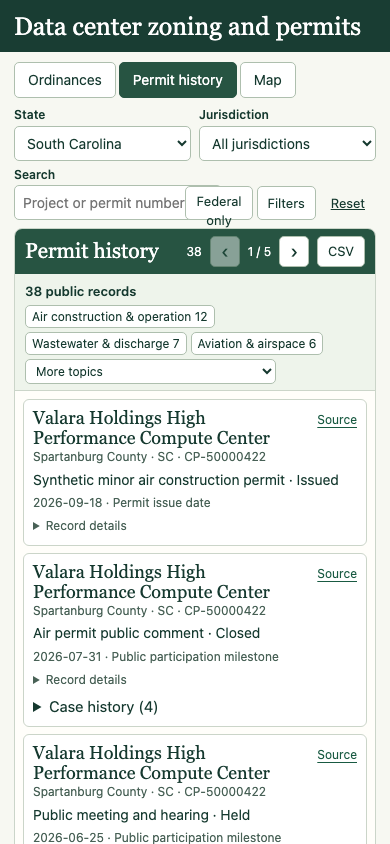 Data center zoning and permits
Ordinances
Permit history
Map
State
Jurisdiction
South Carolina
All jurisdictions
Search
Project or permit number
Federal
only
Filters
Reset
Permit history
38
‹
1 / 5
›
CSV
38 public records
Air construction & operation 12
Wastewater & discharge 7
Aviation & airspace 6
More topics
Valara Holdings High
Performance Compute Center
Source
Spartanburg County · SC · CP-50000422
Synthetic minor air construction permit · Issued
2026-09-18 · Permit issue date
Record details
Valara Holdings High
Performance Compute Center
Source
Spartanburg County · SC · CP-50000422
Air permit public comment · Closed
2026-07-31 · Public participation milestone
Record details
Case history (4)
Valara Holdings High
Performance Compute Center
Source
Spartanburg County · SC · CP-50000422
Public meeting and hearing · Held
2026-06-25 · Public participation milestone